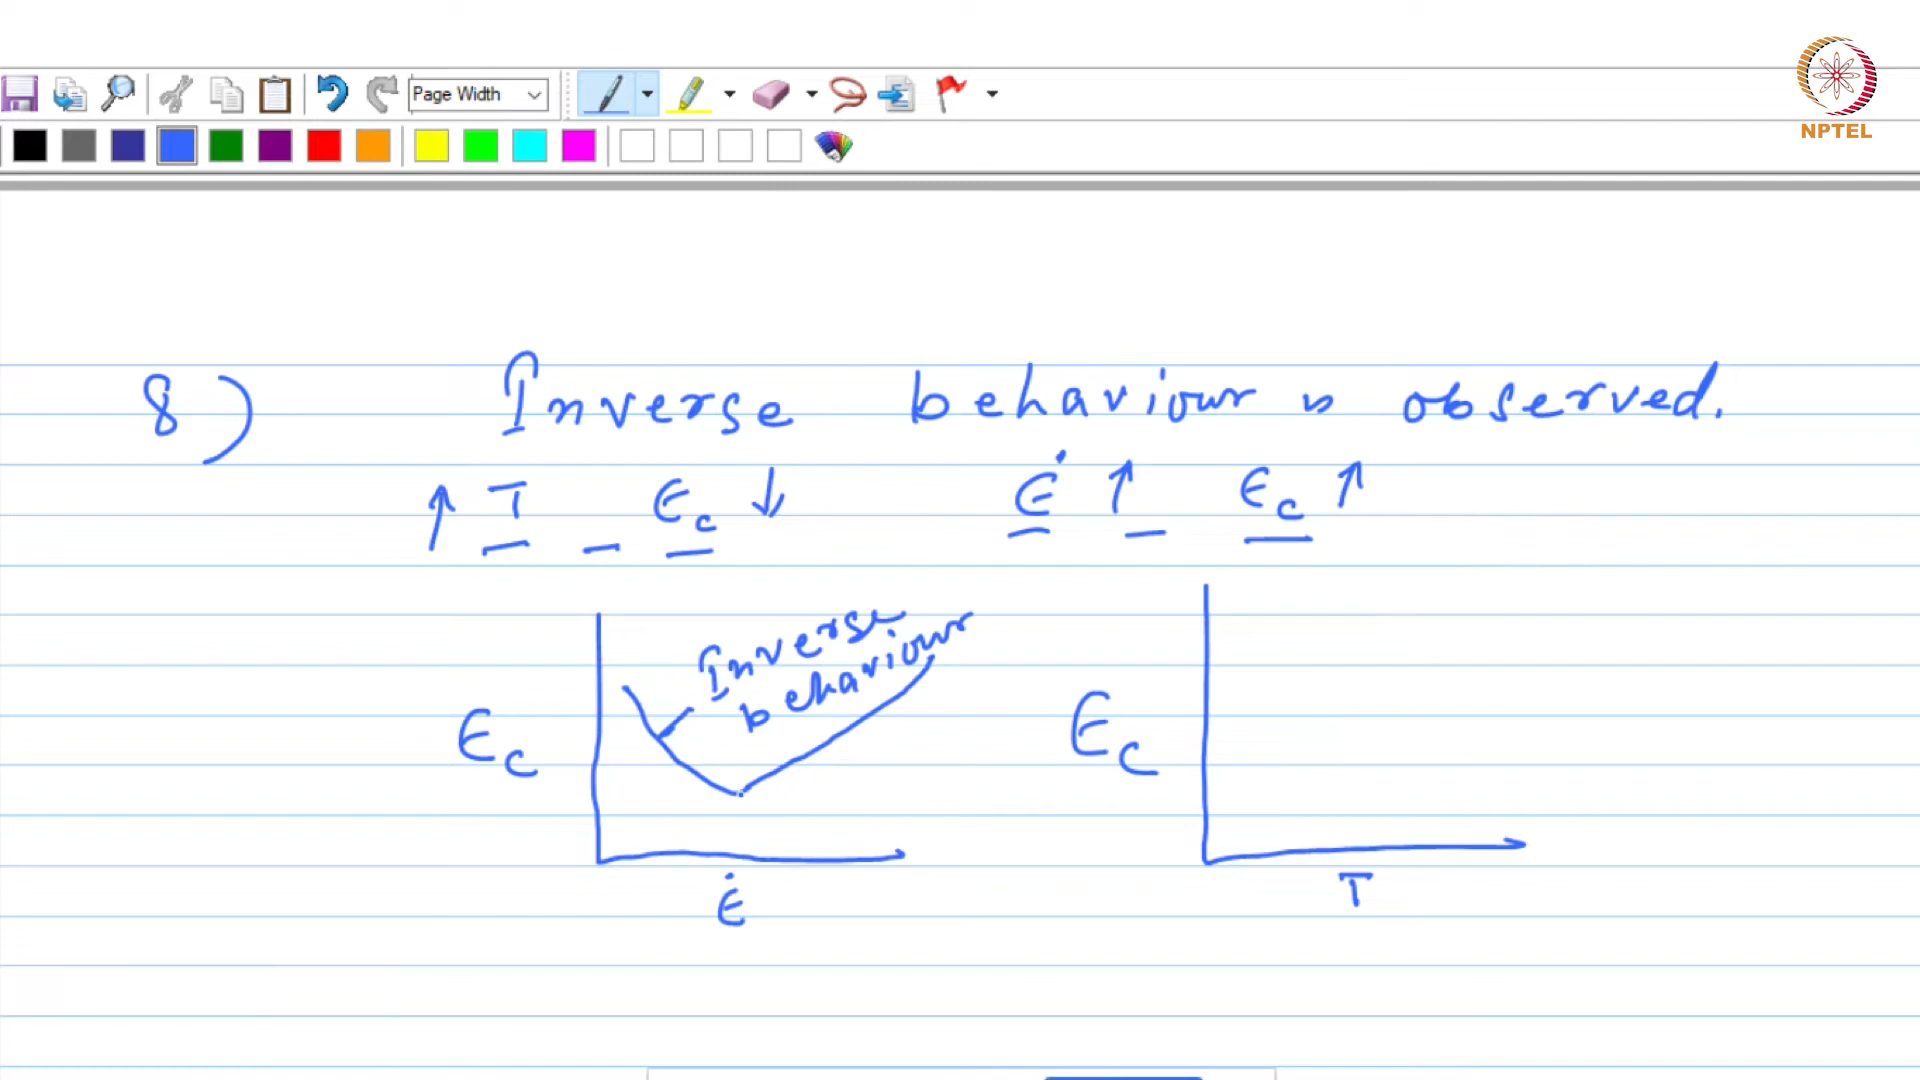 Page Width
NPTEL
8) Inverse behaviour is observed.
↑ T _ ϵc ↓ ϵ̇ ↑ _ ϵc ↑
Inverse
behaviour
ϵc
ϵc
ϵ̇
T